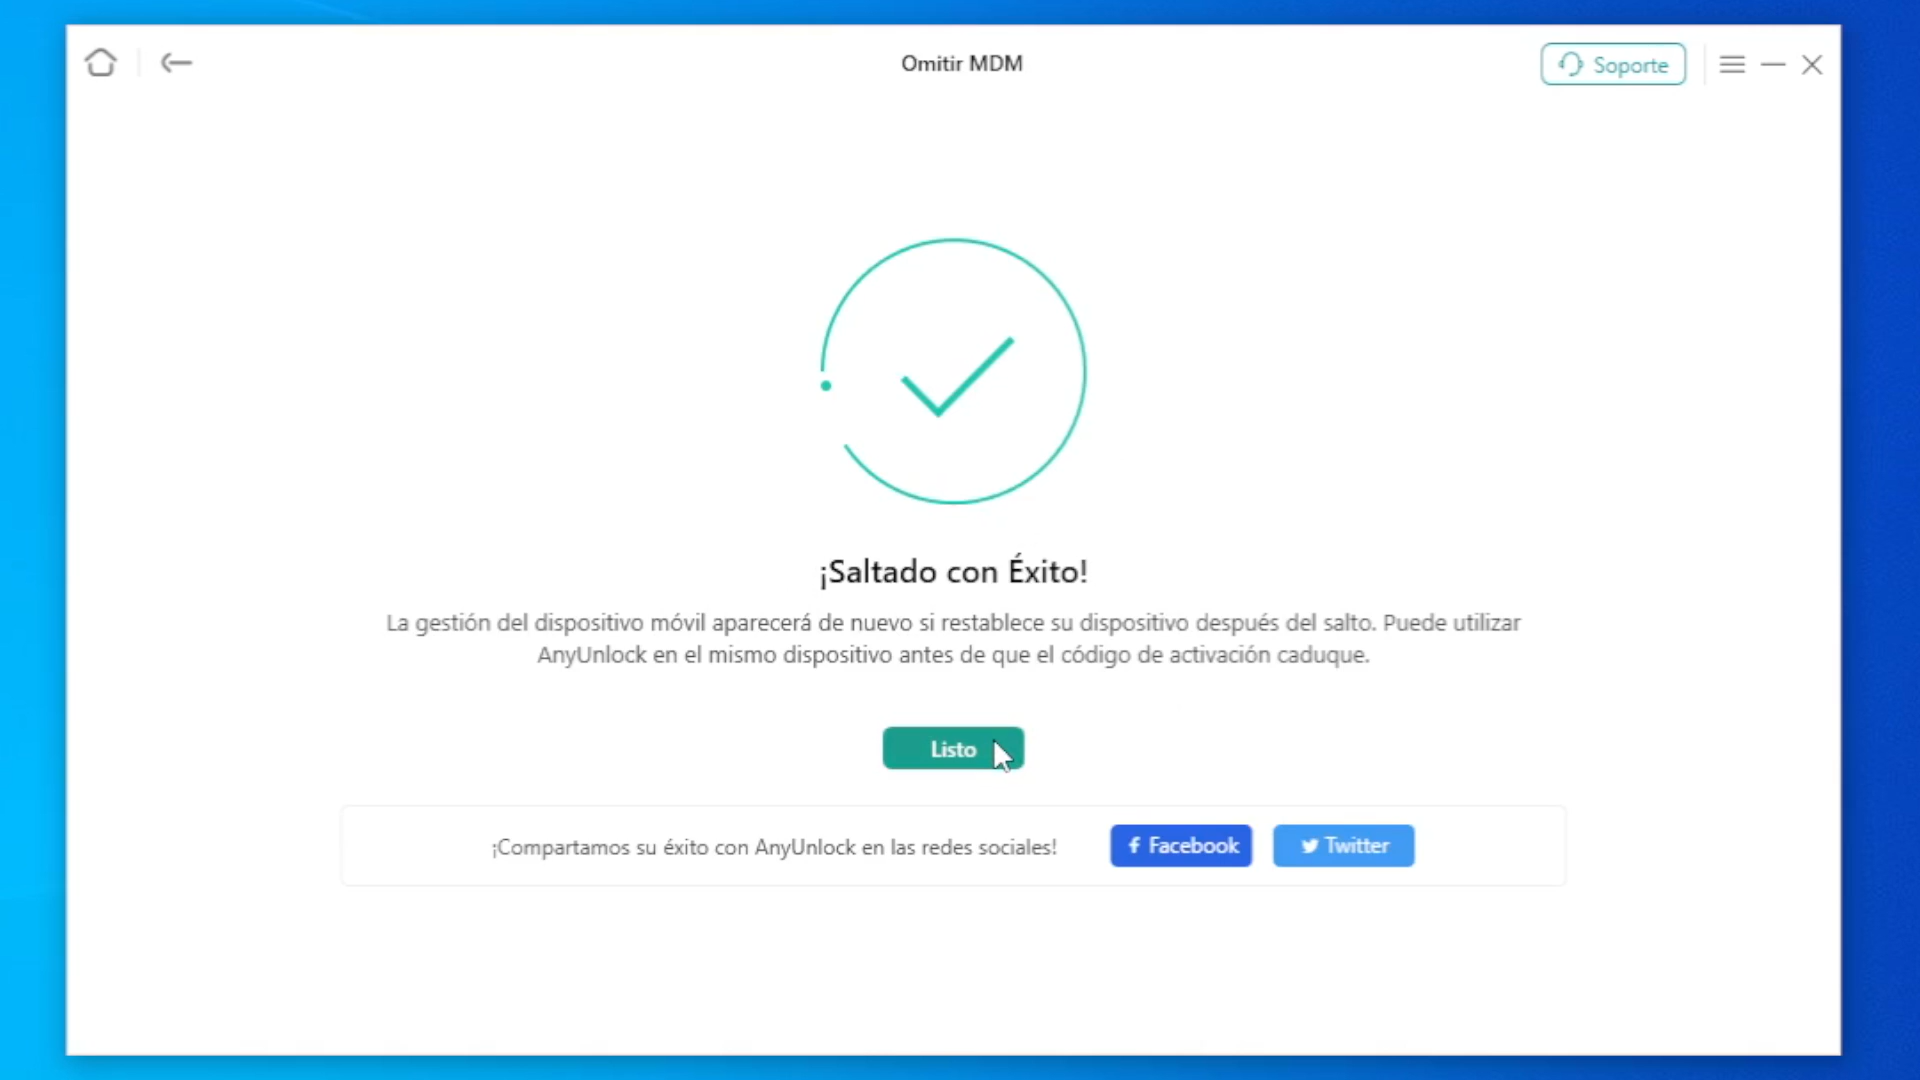 Omitir MDM
Soporte
¡Saltado con Éxito!
La gestión del dispositivo móvil aparecerá de nuevo si restablece su dispositivo después del salto. Puede utilizar
AnyUnlock en el mismo dispositivo antes de que el código de activación caduque.
Listo
¡Compartamos su éxito con AnyUnlock en las redes sociales!
Facebook
Twitter